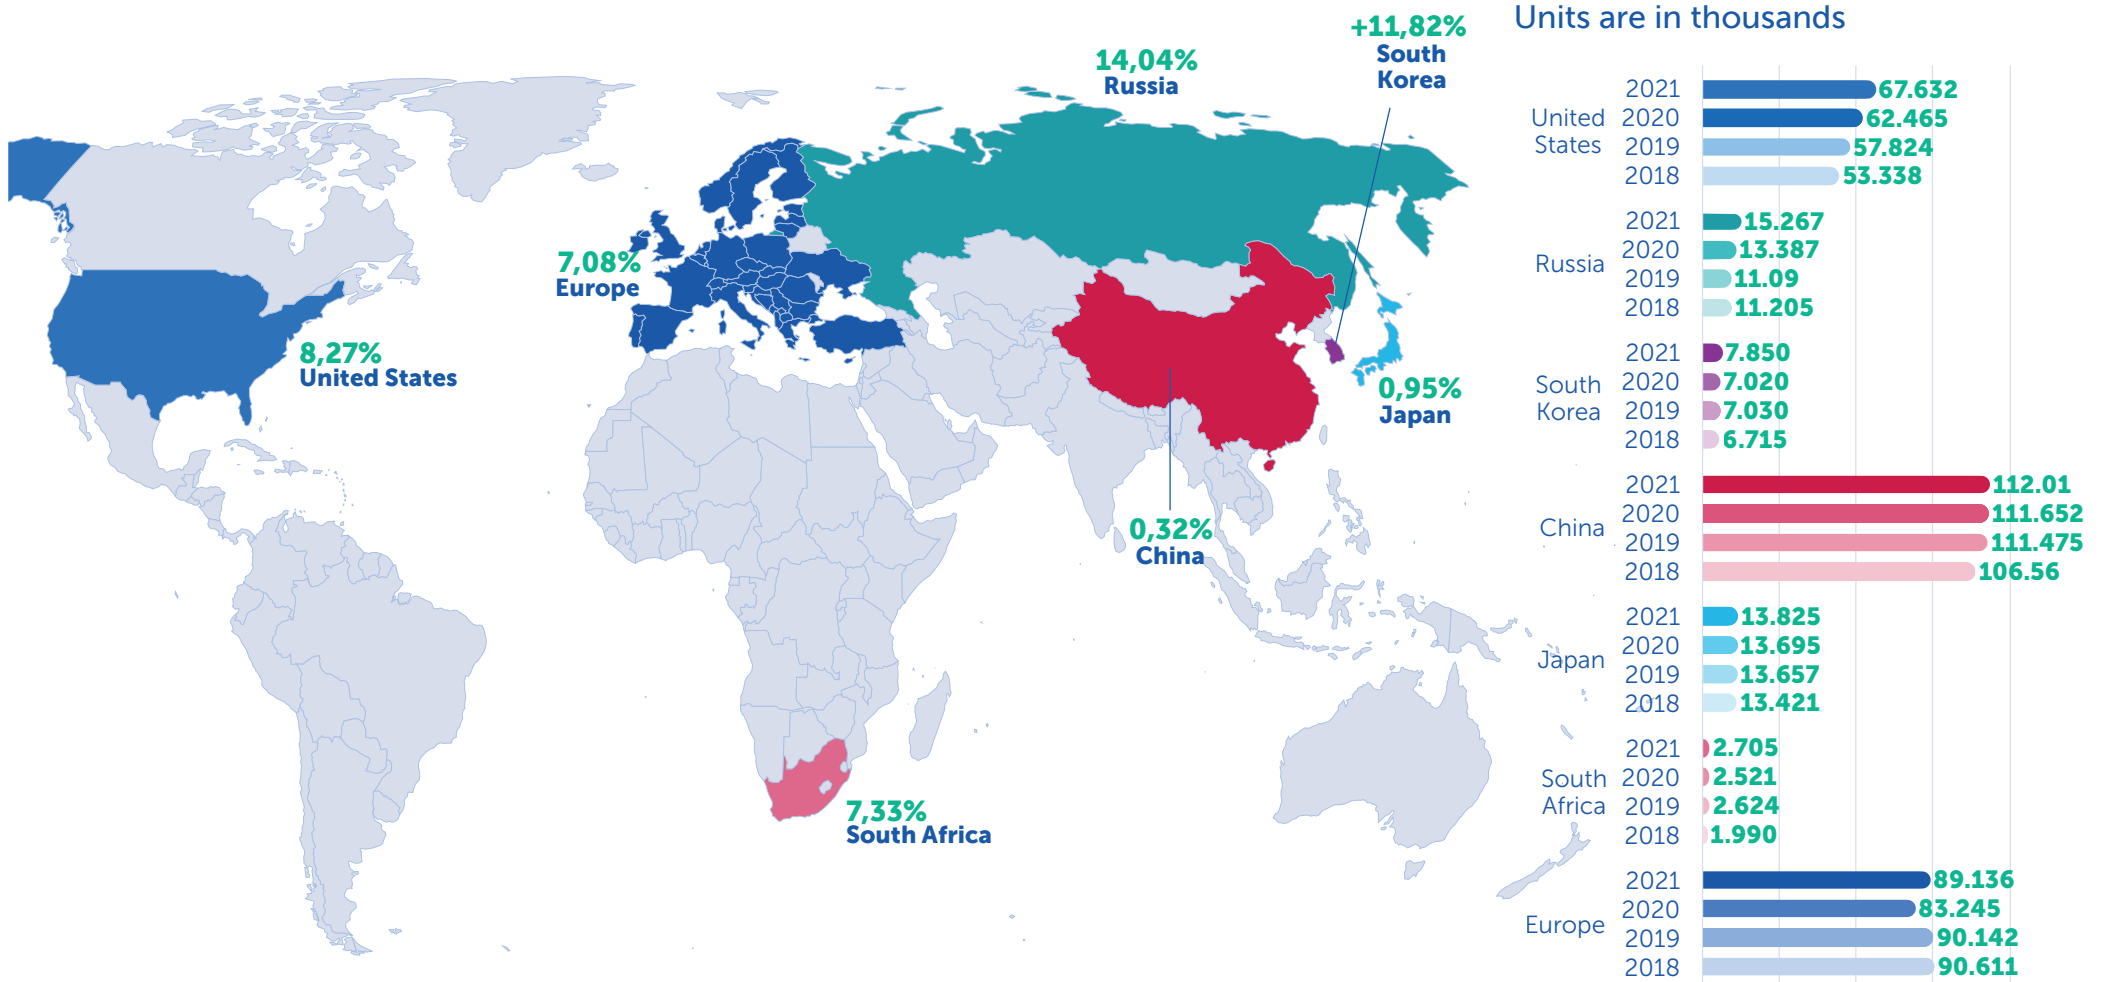 Units are in thousands
+11,82%
South
Korea
14,04%
Russia
7,08%
Europe
8,27%
United States
0,95%
Japan
0,32%
China
7,33%
South Africa
United
States
2021 67.632
2020 62.465
2019 57.824
2018 53.338
Russia
2021 15.267
2020 13.387
2019 11.09
2018 11.205
South
Korea
2021 7.850
2020 7.020
2019 7.030
2018 6.715
China
2021 112.01
2020 111.652
2019 111.475
2018 106.56
Japan
2021 13.825
2020 13.695
2019 13.657
2018 13.421
South
Africa
2021 2.705
2020 2.521
2019 2.624
2018 1.990
Europe
2021 89.136
2020 83.245
2019 90.142
2018 90.611